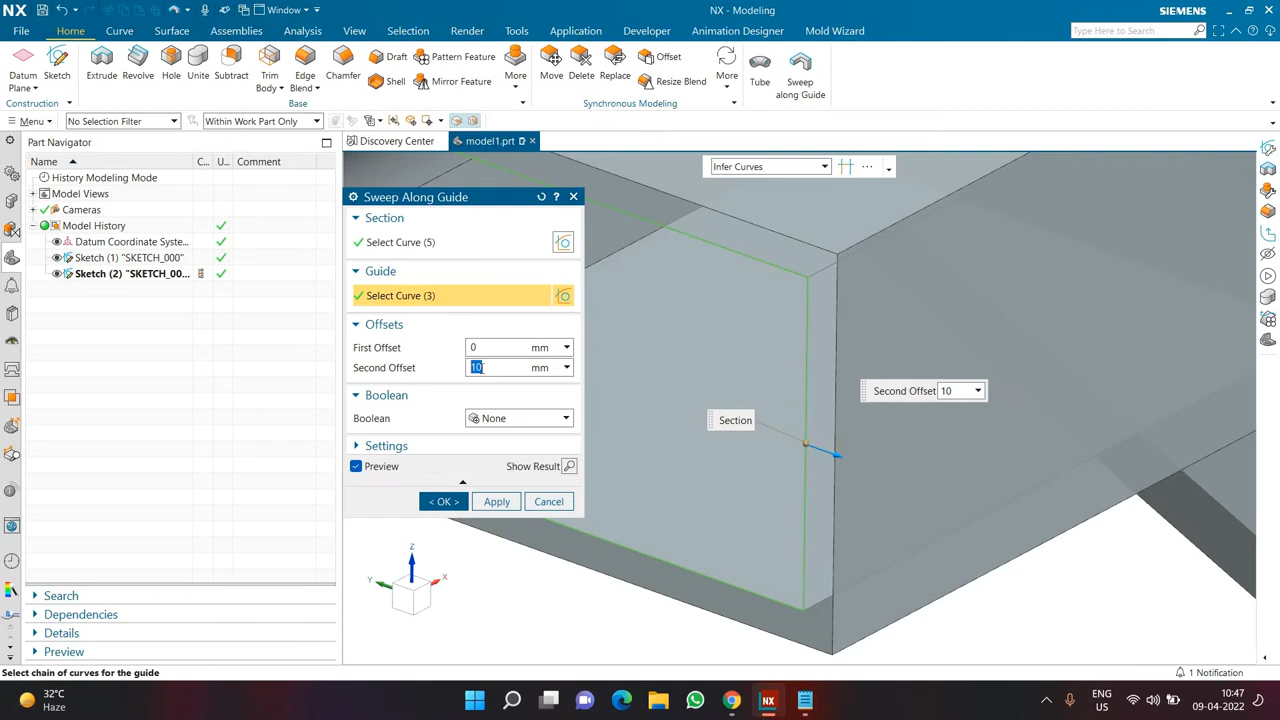 NX
Window
NX - Modeling
SIEMENS
File
Home
Curve
Surface
Assemblies
Analysis
View
Selection
Render
Tools
Application
Developer
Animation Designer
Mold Wizard
Type Here to Search
Datum Plane
Sketch
Extrude
Revolve
Hole
Unite
Subtract
Trim Body
Edge Blend
Chamfer
Draft
Shell
Pattern Feature
Mirror Feature
More
Move
Delete
Replace
Offset
Resize Blend
More
Tube
Sweep along Guide
Construction
Base
Synchronous Modeling
Menu
No Selection Filter
Within Work Part Only
Part Navigator
Discovery Center
model1.prt
Name
C...
U...
Comment
History Modeling Mode
Model Views
Cameras
Model History
Datum Coordinate Syste...
Sketch (1) "SKETCH_000"
Sketch (2) "SKETCH_00...
Infer Curves
Sweep Along Guide
Section
Select Curve (5)
Guide
Select Curve (3)
Offsets
First Offset
0
mm
Second Offset
10
mm
Boolean
Boolean
None
Settings
Preview
Show Result
< OK >
Apply
Cancel
Second Offset
10
Section
Z
Y
X
Search
Dependencies
Details
Preview
Select chain of curves for the guide
1 Notification
32°C
Haze
NX
ENG
US
10:47
09-04-2022